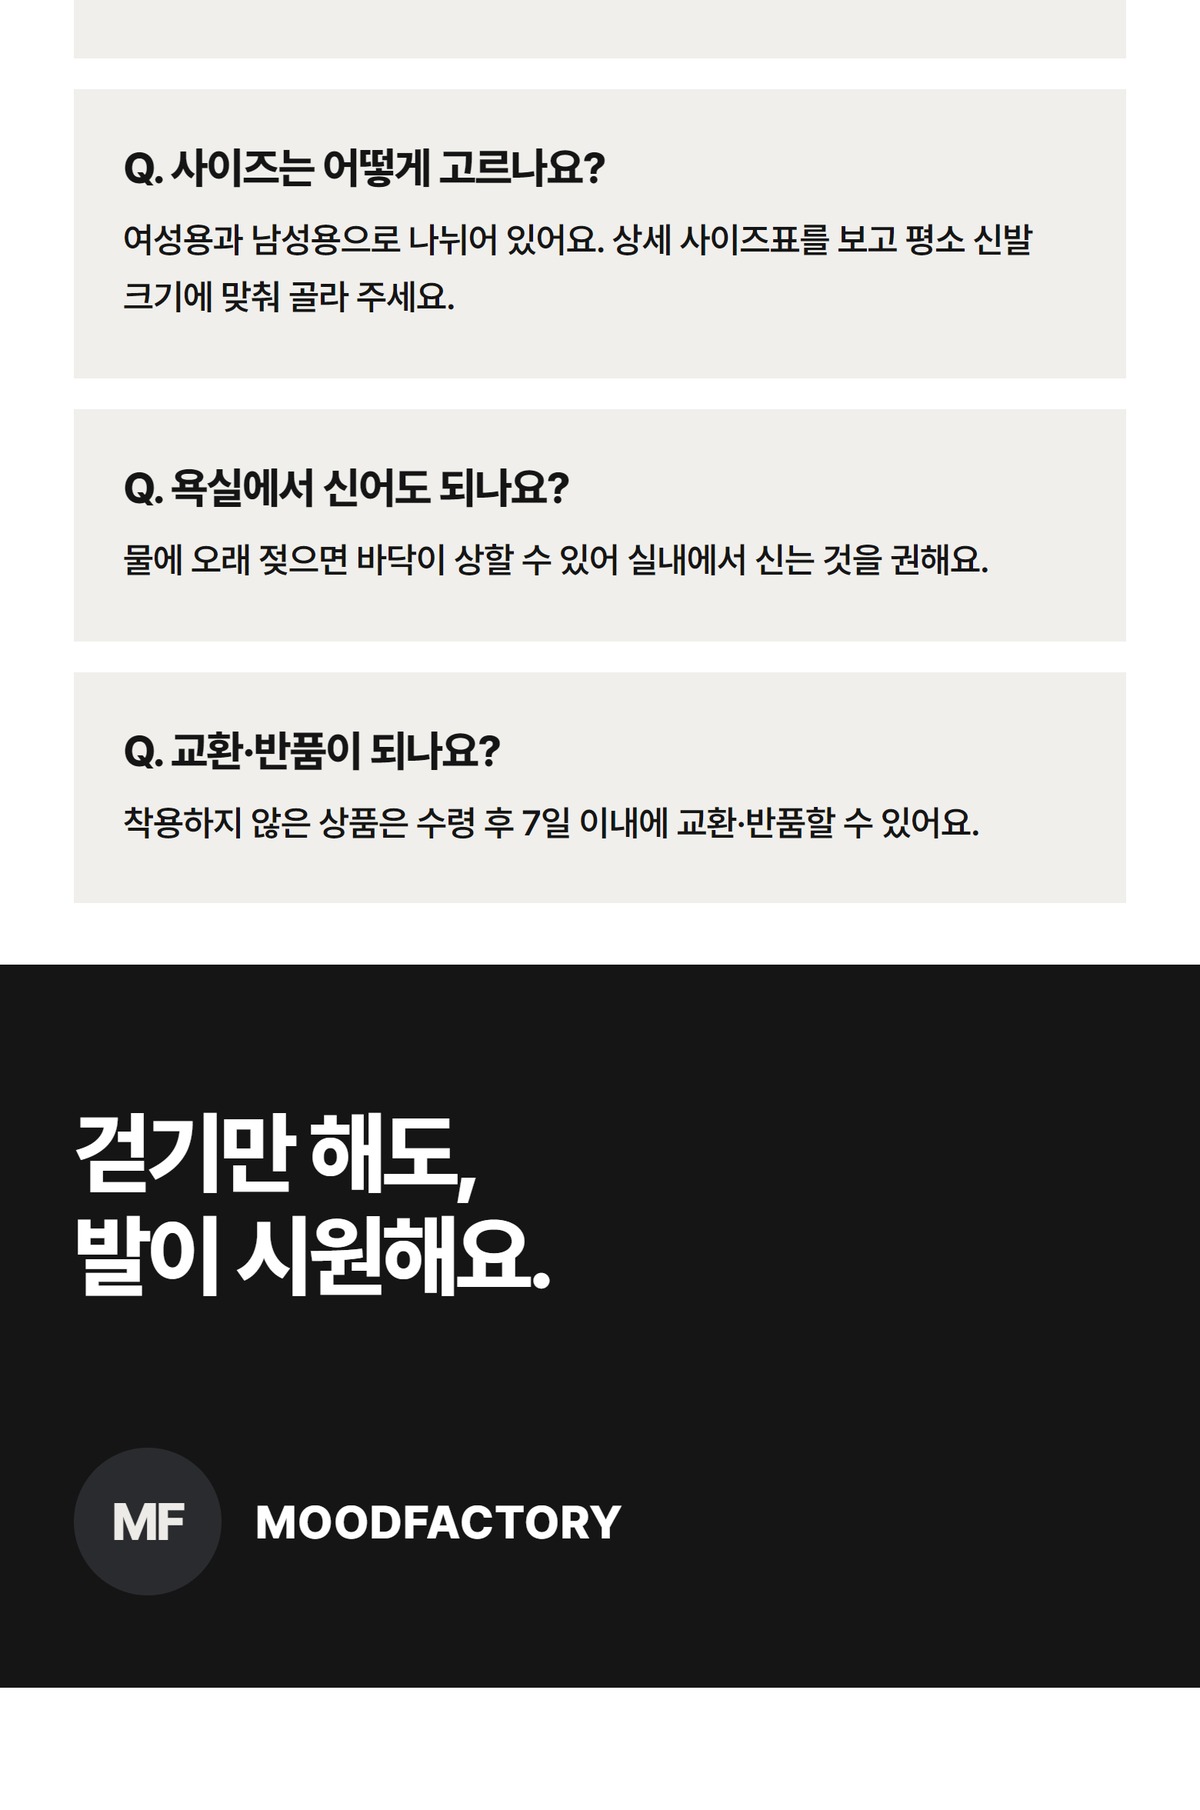 Q. 사이즈는 어떻게 고르나요?
여성용과 남성용으로 나뉘어 있어요. 상세 사이즈표를 보고 평소 신발
크기에 맞춰 골라 주세요.
Q. 욕실에서 신어도 되나요?
물에 오래 젖으면 바닥이 상할 수 있어 실내에서 신는 것을 권해요.
Q. 교환·반품이 되나요?
착용하지 않은 상품은 수령 후 7일 이내에 교환·반품할 수 있어요.
걷기만 해도,
발이 시원해요.
MF
MOODFACTORY